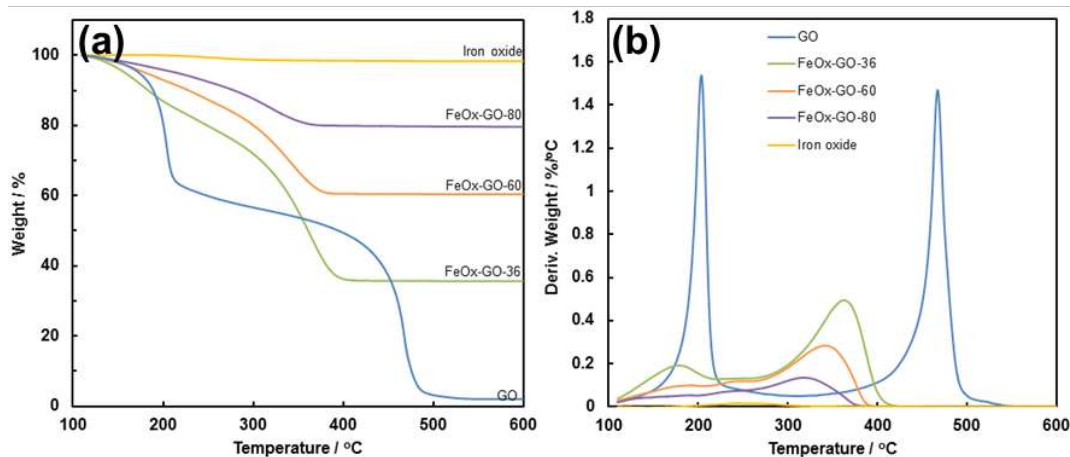 (a)
100
80
60
40
20
0
Weight / %
Iron oxide
FeOx-GO-80
FeOx-GO-60
FeOx-GO-36
GO
100 200 300 400 500 600
Temperature / °C
(b)
1.8
1.6
1.4
1.2
1
0.8
0.6
0.4
0.2
0
Deriv. Weight / %/°C
GO
FeOx-GO-36
FeOx-GO-60
FeOx-GO-80
Iron oxide
100 200 300 400 500 600
Temperature / °C